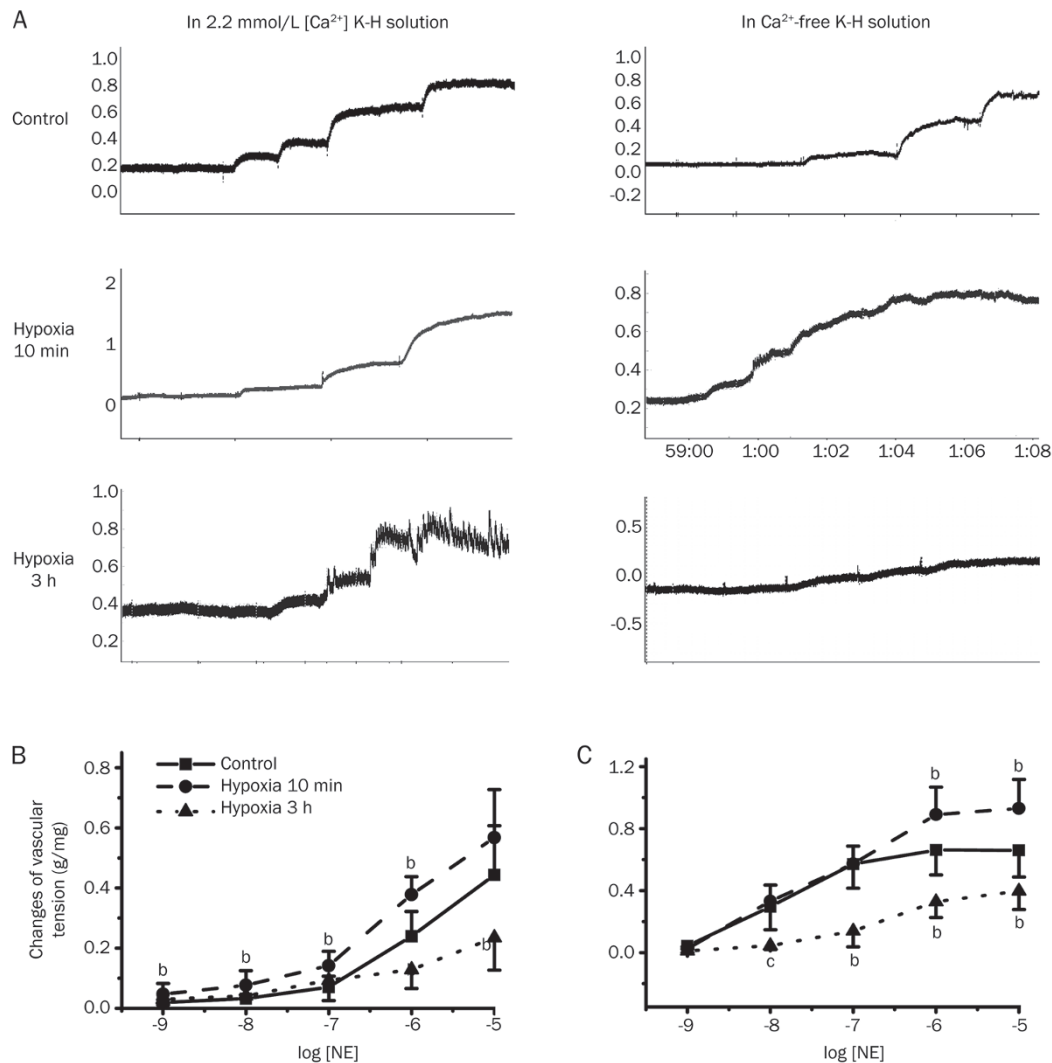 A
In 2.2 mmol/L [Ca²⁺] K-H solution
In Ca²⁺-free K-H solution
Control
1.0
0.8
0.6
0.4
0.2
0.0
1.0
0.8
0.6
0.4
0.2
0.0
-0.2
Hypoxia
10 min
2
1
0
0.8
0.6
0.4
0.2
59:00 1:00 1:02 1:04 1:06 1:08
Hypoxia
3 h
1.0
0.8
0.6
0.4
0.2
0.5
0.0
-0.5
B
Changes of vascular
tension (g/mg)
0.8
0.6
0.4
0.2
0.0
Control
Hypoxia 10 min
Hypoxia 3 h
b
b
b
b
b
-9 -8 -7 -6 -5
log [NE]
C
1.2
0.8
0.4
0.0
b
b
c
b
b
b
-9 -8 -7 -6 -5
log [NE]